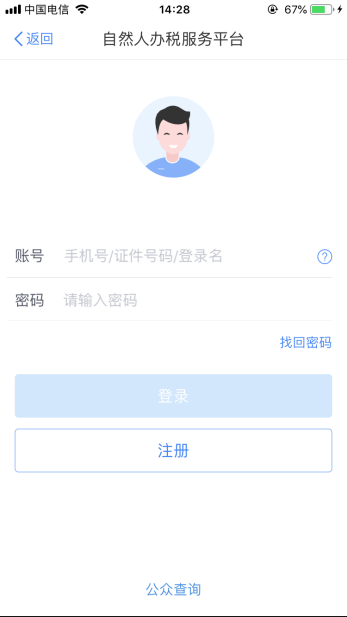 中国电信 14:28 67%
返回 自然人办税服务平台
账号 手机号/证件号码/登录名 ?
密码 请输入密码
找回密码
登录
注册
公众查询